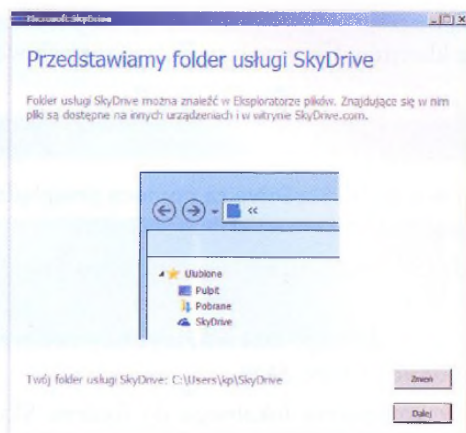 Microsoft SkyDrive
Przedstawiamy folder usługi SkyDrive
Folder usługi SkyDrive można znaleźć w Eksploratorze plików. Znajdujące się w nim
pliki są dostępne na innych urządzeniach i w witrynie SkyDrive.com.
<<
Ulubione
Pulpit
Pobrane
SkyDrive
Twój folder usługi SkyDrive: C:\Users\kp\SkyDrive
Zmień
Dalej